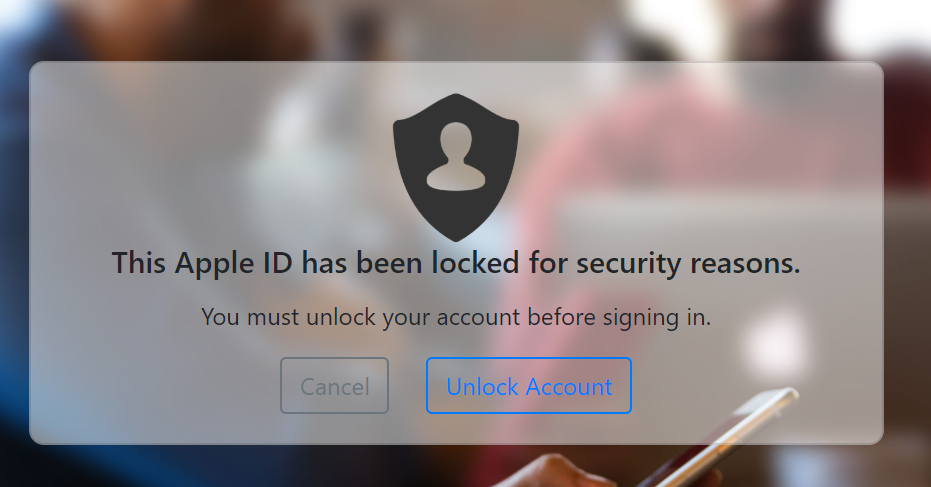 This Apple ID has been locked for security reasons.
You must unlock your account before signing in.
Cancel
Unlock Account